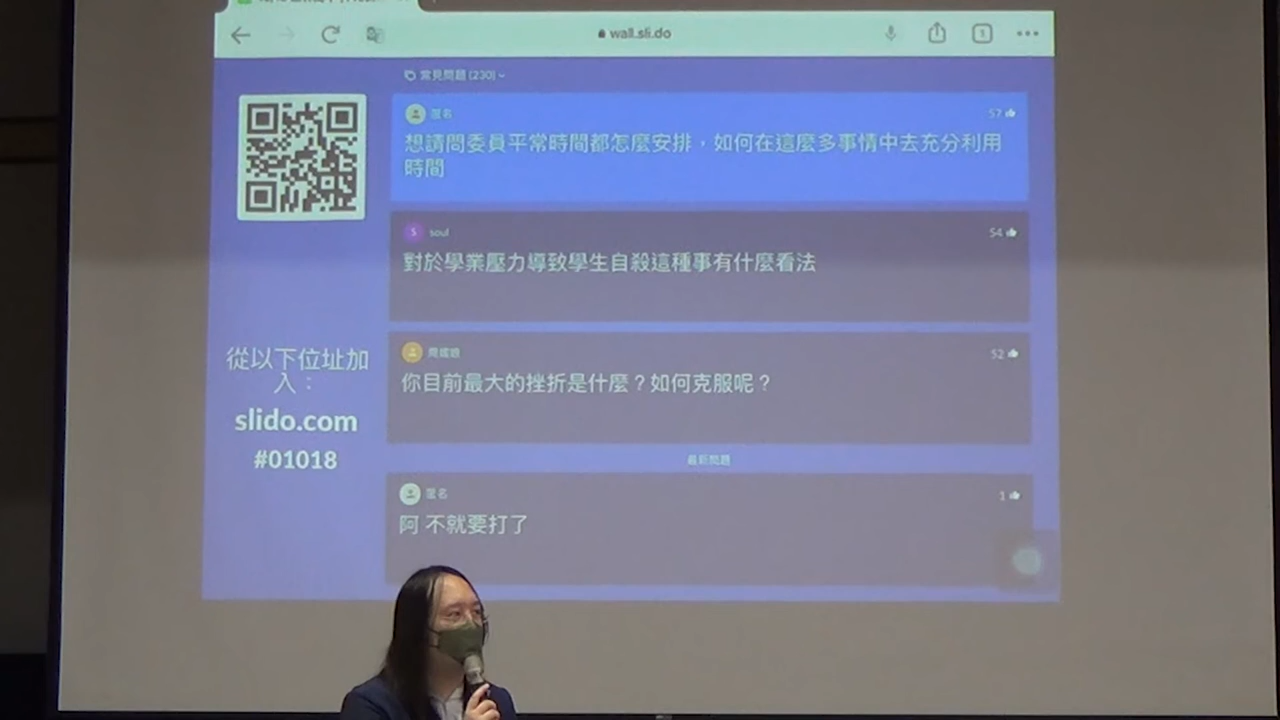 wall.sli.do
常見問題 (230)
匿名
57
想請問委員平常時間都怎麼安排，如何在這麼多事情中去充分利用
時間
S soul
54
對於學業壓力導致學生自殺這種事有什麼看法
52
你目前最大的挫折是什麼？如何克服呢？
最新問題
匿名
1
阿 不就要打了
從以下位址加
入：
slido.com
#01018